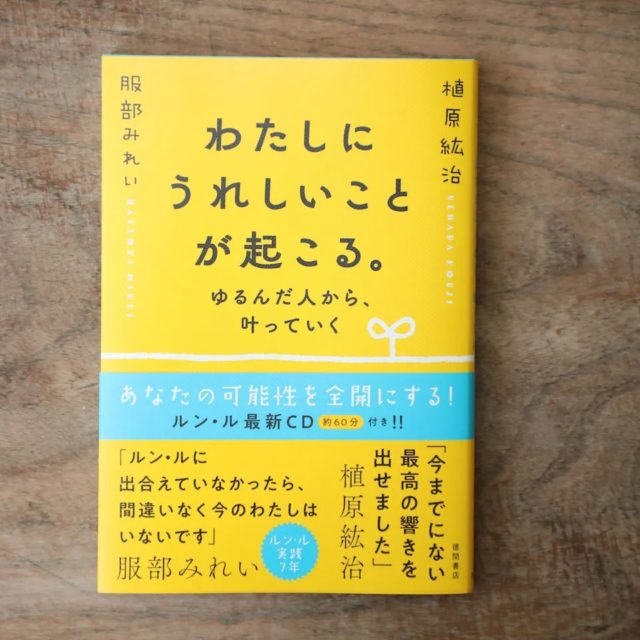 植原紘治
UEHARA KOUJI
服部みれい
HATTORI MIREI
わたしに
うれしいこと
が起こる。
ゆるんだ人から、
叶っていく
あなたの可能性を全開にする!
ルン・ル最新CD 約60分 付き!!
「今までにない
最高の響きを
出せました」
植原紘治
「ルン・ルに
出合えていなかったら、
間違いなく今のわたしは
いないです」
服部みれい
ルン・ル
実践
7年
徳間書店